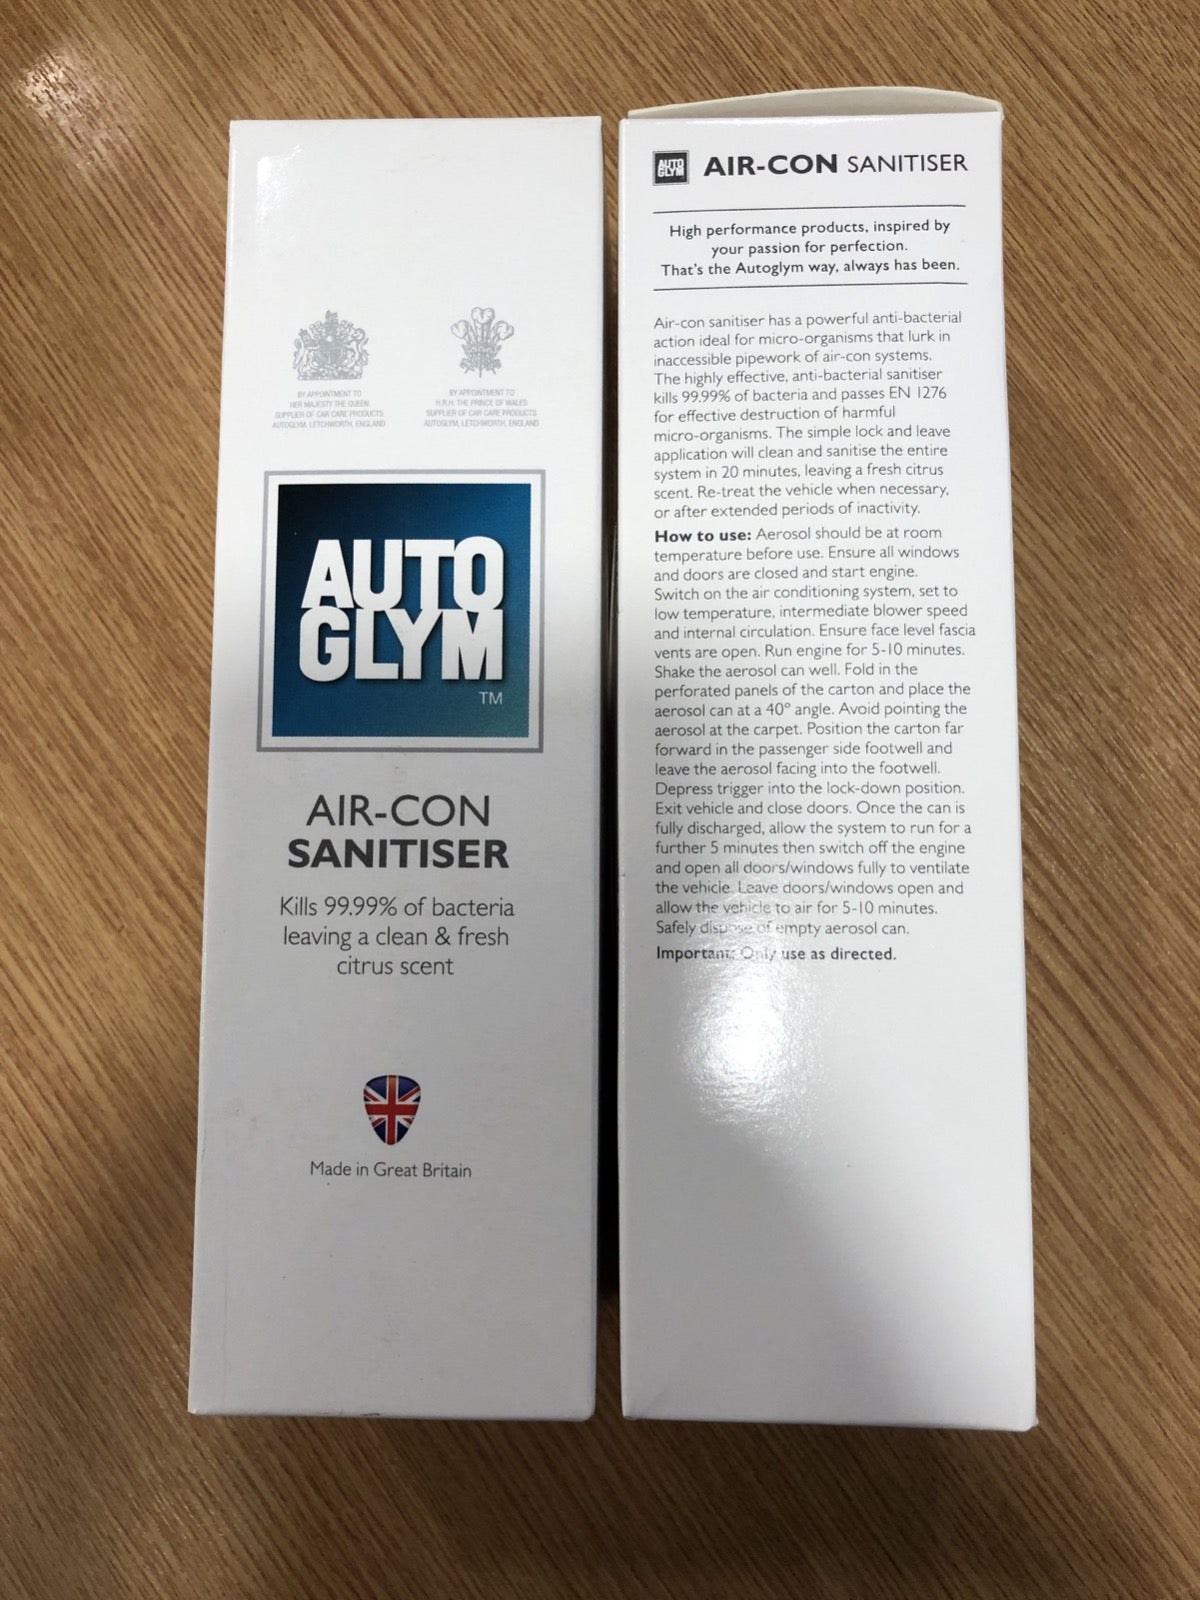 BY APPOINTMENT TO
HER MAJESTY THE QUEEN
SUPPLIER OF CAR CARE PRODUCTS
AUTOGLYM, LETCHWORTH, ENGLAND
BY APPOINTMENT TO
H.R.H. THE PRINCE OF WALES
SUPPLIER OF CAR CARE PRODUCTS
AUTOGLYM, LETCHWORTH, ENGLAND
AUTO
GLYM
TM
AIR-CON
SANITISER
Kills 99.99% of bacteria
leaving a clean & fresh
citrus scent
Made in Great Britain
AUTO
GLYM
AIR-CON SANITISER
High performance products, inspired by
your passion for perfection.
That's the Autoglym way, always has been.
Air-con sanitiser has a powerful anti-bacterial
action ideal for micro-organisms that lurk in
inaccessible pipework of air-con systems.
The highly effective, anti-bacterial sanitiser
kills 99.99% of bacteria and passes EN 1276
for effective destruction of harmful
micro-organisms. The simple lock and leave
application will clean and sanitise the entire
system in 20 minutes, leaving a fresh citrus
scent. Re-treat the vehicle when necessary,
or after extended periods of inactivity.
How to use: Aerosol should be at room
temperature before use. Ensure all windows
and doors are closed and start engine.
Switch on the air conditioning system, set to
low temperature, intermediate blower speed
and internal circulation. Ensure face level fascia
vents are open. Run engine for 5-10 minutes.
Shake the aerosol can well. Fold in the
perforated panels of the carton and place the
aerosol can at a 40º angle. Avoid pointing the
aerosol at the carpet. Position the carton far
forward in the passenger side footwell and
leave the aerosol facing into the footwell.
Depress trigger into the lock-down position.
Exit vehicle and close doors. Once the can is
fully discharged, allow the system to run for a
further 5 minutes then switch off the engine
and open all doors/windows fully to ventilate
the vehicle. Leave doors/windows open and
allow the vehicle to air for 5-10 minutes.
Safely dispose of empty aerosol can.
Important: Only use as directed.